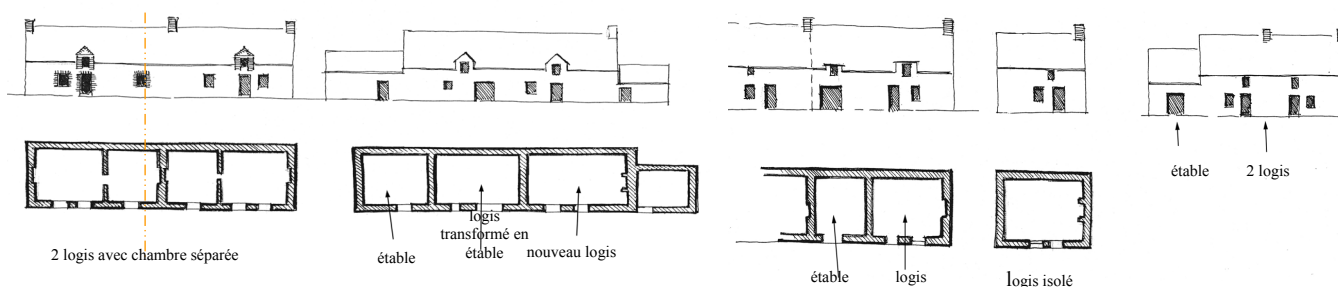 2 logis avec chambre séparée
étable
logis
transformé en
étable
nouveau logis
étable
logis
logis isolé
étable
2 logis